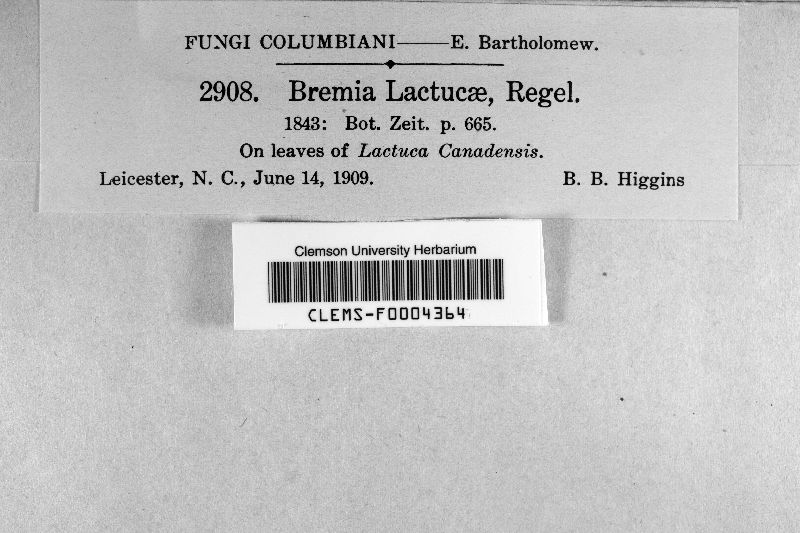 FUNGI COLUMBIANI——E. Bartholomew.
2908. Bremia Lactucæ, Regel.
1843: Bot. Zeit. p. 665.
On leaves of Lactuca Canadensis.
Leicester, N. C., June 14, 1909. B. B. Higgins
Clemson University Herbarium
CLEMS-F0004364